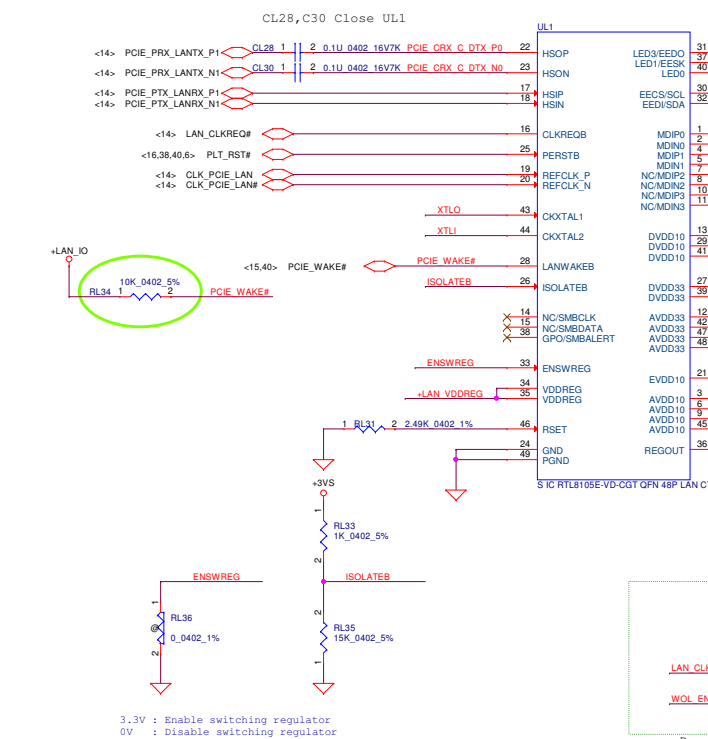 CL28,C30 Close UL1
UL1
<14> PCIE_PRX_LANTX_P1 CL28 1 2 0.1U_0402_16V7K PCIE_CRX_C_DTX_P0 22 HSOP LED3/EEDO 31
LED1/EESK 37
<14> PCIE_PRX_LANTX_N1 CL30 1 2 0.1U_0402_16V7K PCIE_CRX_C_DTX_N0 23 HSON LED0 40
<14> PCIE_PTX_LANRX_P1 17 HSIP EECS/SCL 30
<14> PCIE_PTX_LANRX_N1 18 HSIN EEDI/SDA 32
<14> LAN_CLKREQ# 16 CLKREQB MDIP0 1
MDIN0 2
<16,38,40,6> PLT_RST# 25 PERSTB MDIP1 4
MDIN1 5
<14> CLK_PCIE_LAN 19 REFCLK_P NC/MDIP2 7
<14> CLK_PCIE_LAN# 20 REFCLK_N NC/MDIN2 8
NC/MDIP3 10
NC/MDIN3 11
XTLO 43 CKXTAL1
XTLI 44 CKXTAL2 DVDD10 13
DVDD10 29
DVDD10 41
+LAN_IO
<15,40> PCIE_WAKE# PCIE_WAKE# 28 LANWAKEB
10K_0402_5%
RL34 1 2 PCIE_WAKE#
ISOLATEB 26 ISOLATEB DVDD33 27
DVDD33 39
14 NC/SMBCLK AVDD33 12
15 NC/SMBDATA AVDD33 42
38 GPO/SMBALERT AVDD33 47
AVDD33 48
ENSWREG 33 ENSWREG EVDD10 21
34 VDDREG
+LAN_VDDREG 35 VDDREG AVDD10 3
AVDD10 6
AVDD10 9
1 RL31 2 2.49K_0402_1% 46 RSET AVDD10 45
24 GND REGOUT 36
49 PGND
S IC RTL8105E-VD-CGT QFN 48P LAN
+3VS
1
RL33
1K_0402_5%
2
ENSWREG ISOLATEB
1
RL36
@
0_0402_1%
2
2
RL35
15K_0402_5%
1
LAN_CL
WOL_EN
3.3V : Enable switching regulator
0V : Disable switching regulator